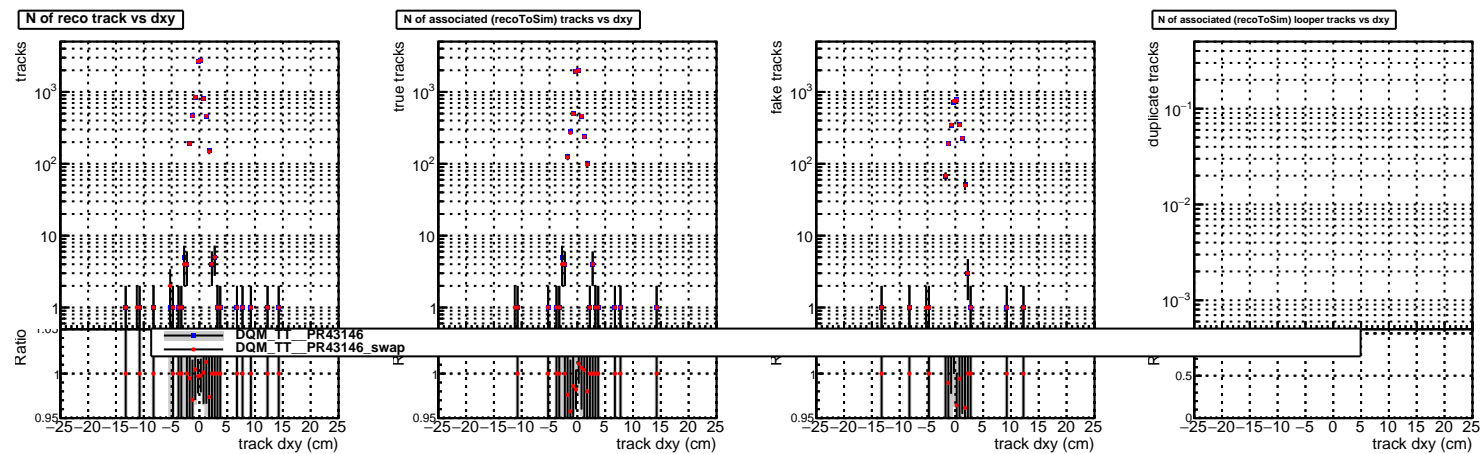 N of reco track vs dxy
tracks
10³
10²
10
1
Ratio
1
0.95
−25 −20 −15 −10 −5 0 5 10 15 20 25
track dxy (cm)
N of associated (recoToSim) tracks vs dxy
true tracks
10³
10²
10
1
1
0.95
−25 −20 −15 −10 −5 0 5 10 15 20 25
track dxy (cm)
fake tracks
10³
10²
10
1
1
0.95
−25 −20 −15 −10 −5 0 5 10 15 20 25
track dxy (cm)
N of associated (recoToSim) looper tracks vs dxy
duplicate tracks
10⁻¹
10⁻²
10⁻³
0.5
0
−25 −20 −15 −10 −5 0 5 10 15 20 25
track dxy (cm)
DQM_TT__PR43146
DQM_TT__PR43146_swap